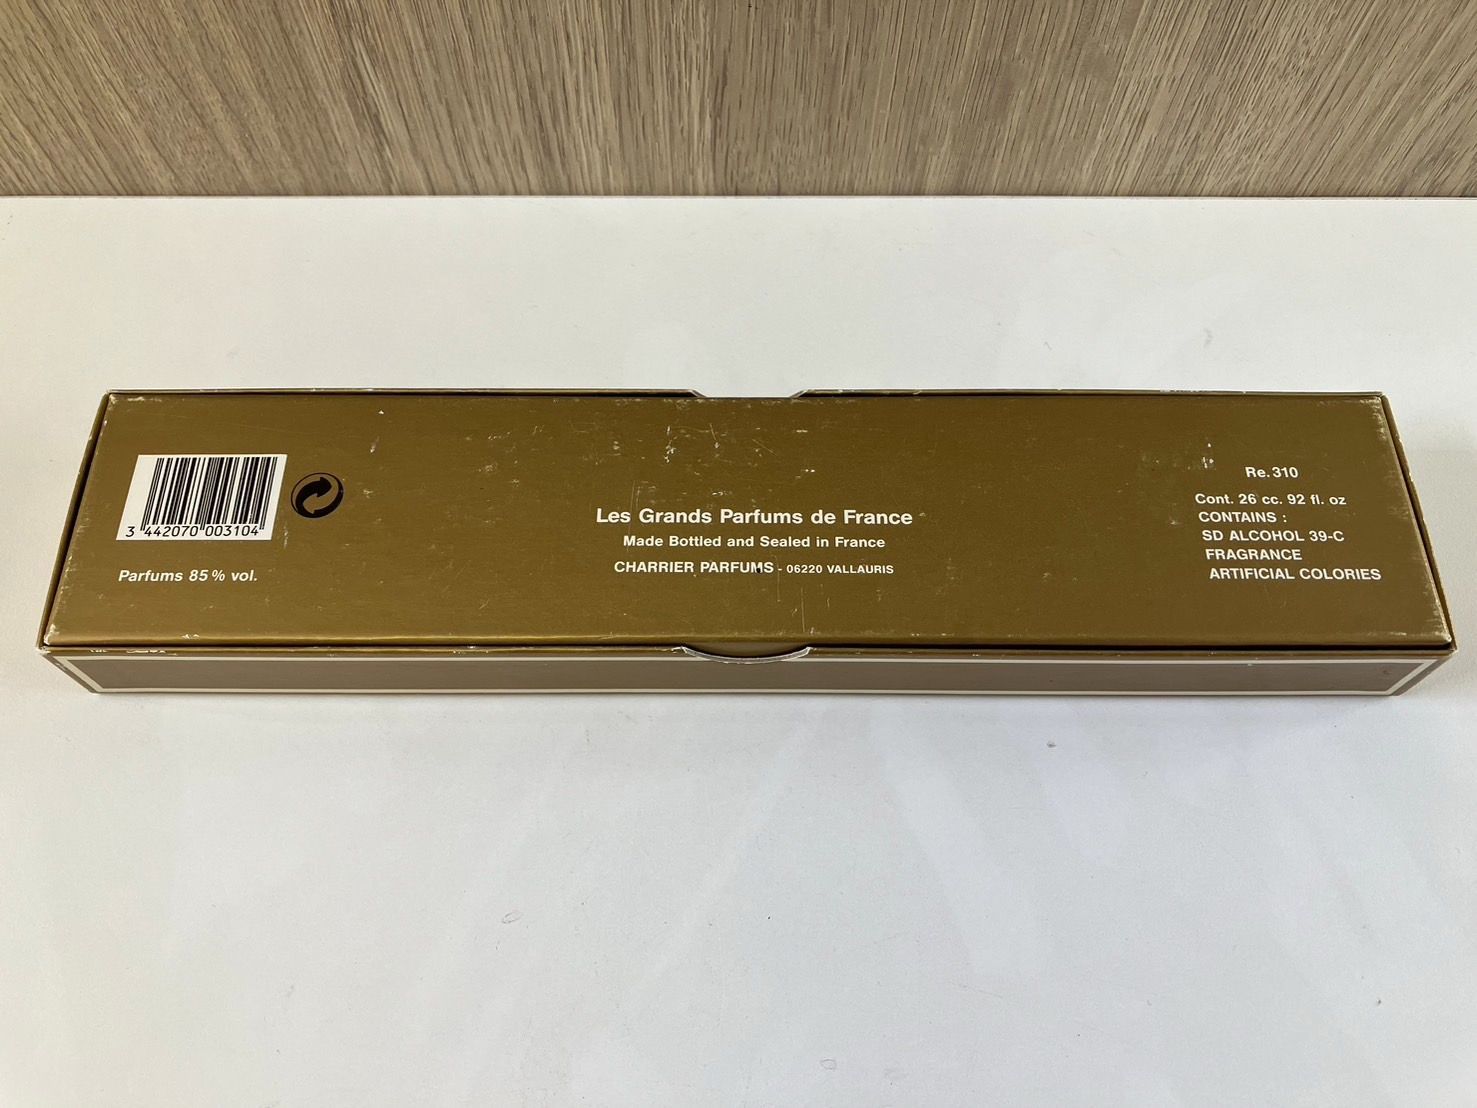 3 442070 003104
Parfums 85% vol.
Les Grands Parfums de France
Made Bottled and Sealed in France
CHARRIER PARFUMS - 06220 VALLAURIS
Re.310
Cont. 26 cc. 92 fl. oz
CONTAINS :
SD ALCOHOL 39-C
FRAGRANCE
ARTIFICIAL COLORIES